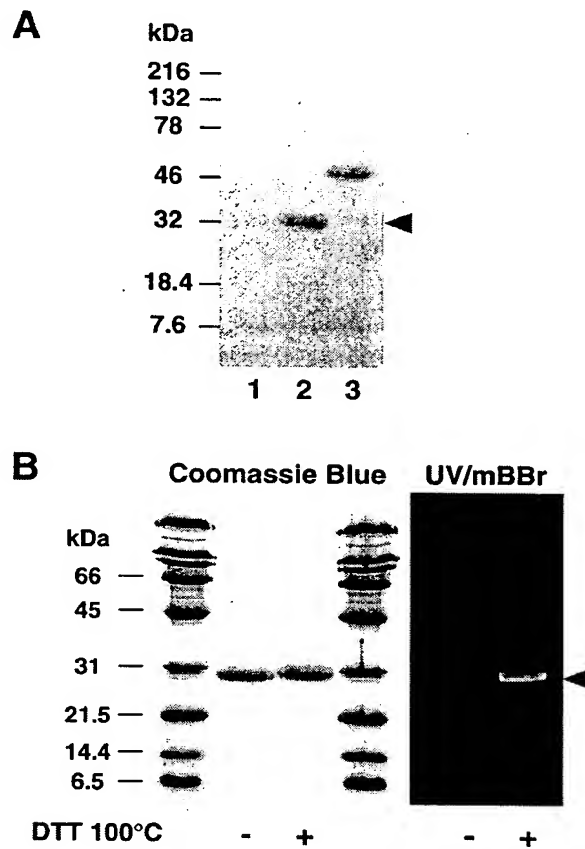 A
kDa
216
132
78
46
32
18.4
7.6
1 2 3
B
Coomassie Blue UV/mBBr
kDa
66
45
31
21.5
14.4
6.5
DTT 100°C - + - +